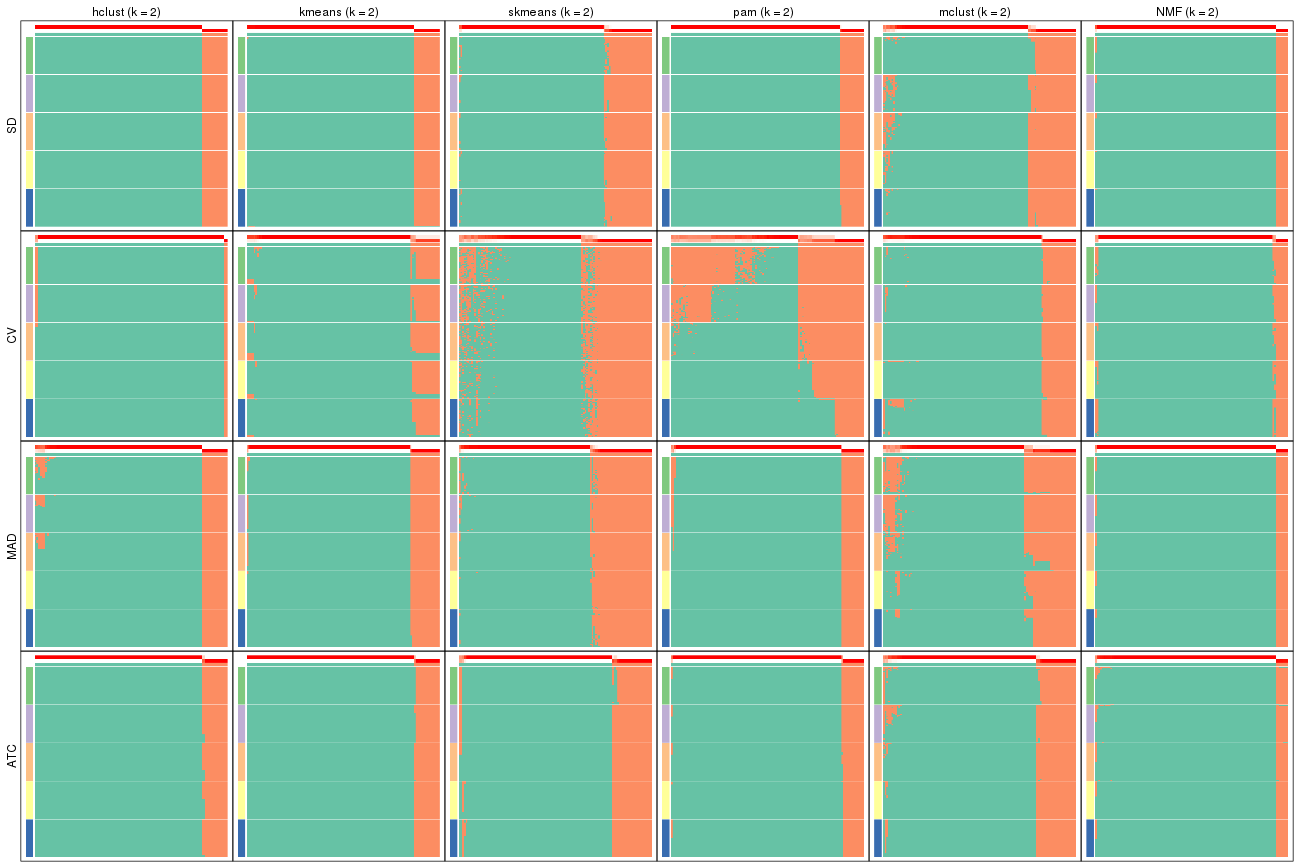 hclust (k = 2)
kmeans (k = 2)
skmeans (k = 2)
pam (k = 2)
mclust (k = 2)
NMF (k = 2)
SD
CV
MAD
ATC